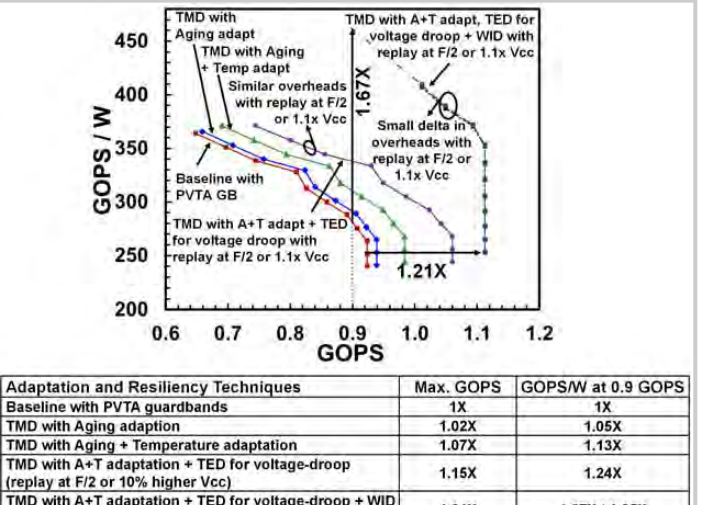 TMD with
Aging adapt
TMD with Aging
+ Temp adapt
Similar overheads
with replay at F/2
or 1.1x Vcc
TMD with A+T adapt, TED for
voltage droop + WID with
replay at F/2 or 1.1x Vcc
1.67X
Small delta in
overheads with
replay at F/2 or
1.1x Vcc
Baseline with
PVTA GB
TMD with A+T adapt + TED
for voltage droop with
replay at F/2 or 1.1x Vcc
1.21X
GOPS / W
450
400
350
300
250
200
0.6 0.7 0.8 0.9 1.0 1.1 1.2
GOPS
Adaptation and Resiliency Techniques Max. GOPS GOPS/W at 0.9 GOPS
Baseline with PVTA guardbands 1X 1X
TMD with Aging adaption 1.02X 1.05X
TMD with Aging + Temperature adaptation 1.07X 1.13X
TMD with A+T adaptation + TED for voltage-droop
(replay at F/2 or 10% higher Vcc) 1.15X 1.24X
TMD with A+T adaptation + TED for voltage-droop + WID